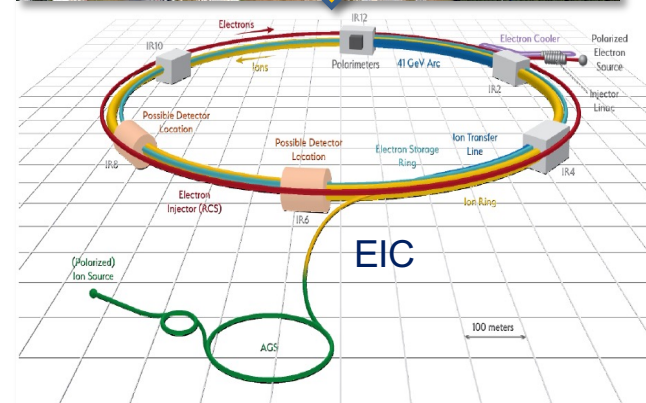 IR12
Electrons
IR10
Electron Cooler
Polarized
Electron
Source
Ions
Polarimeters
41 GeV Arc
IR2
Injector
Linac
Possible Detector
Location
Possible Detector
Location
Ion Transfer
Line
Electron Storage
Ring
IR8
IR4
Electron
Injector (RCS)
Ion Ring
IR6
EIC
(Polarized)
Ion Source
100 meters
AGS